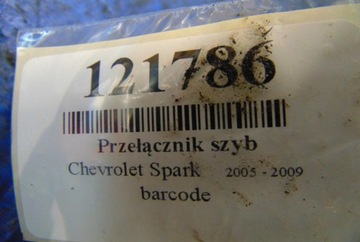 121786
Przełącznik szyb
Chevrolet Spark 2005 - 2009
barcode